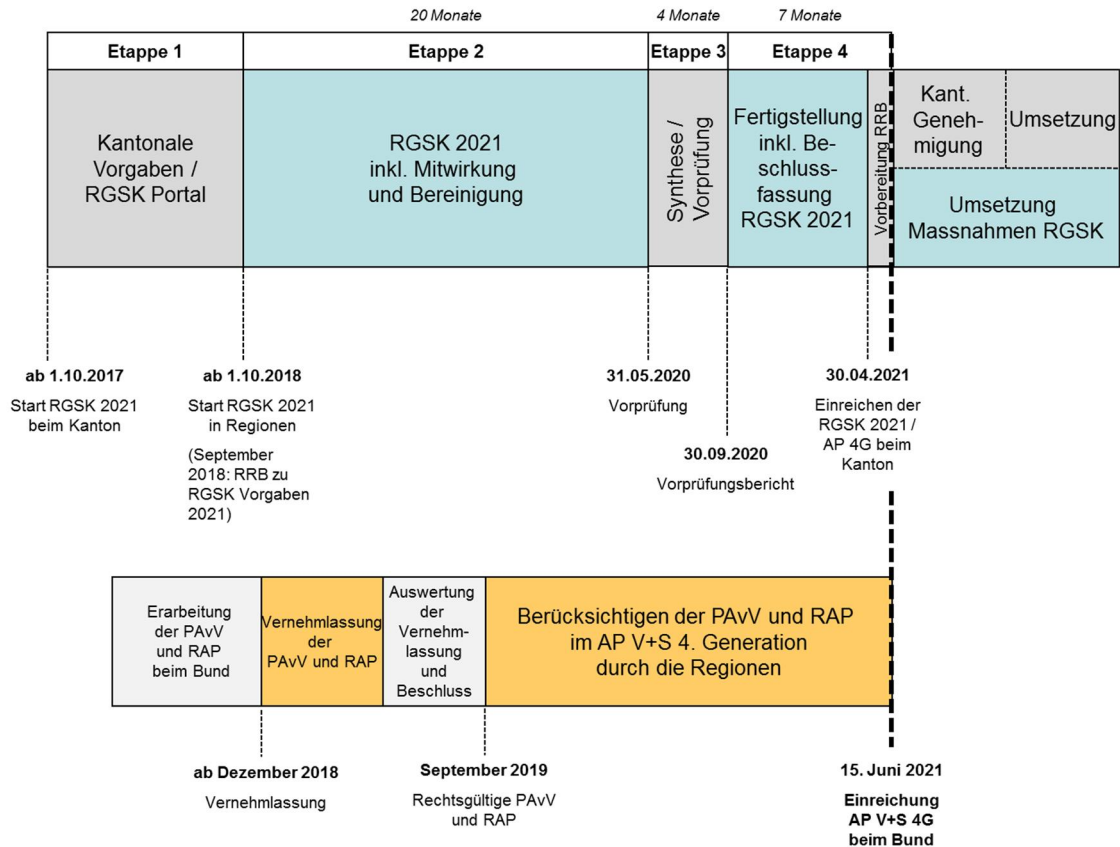 20 Monate
4 Monate
7 Monate
Etappe 1
Etappe 2
Etappe 3
Etappe 4
Kantonale
Vorgaben /
RGSK Portal
RGSK 2021
inkl. Mitwirkung
und Bereinigung
Synthese /
Vorprüfung
Fertigstellung
inkl. Be-
schluss-
fassung
RGSK 2021
Vorbereitung RRB
Kant.
Geneh-
migung
Umsetzung
Umsetzung
Massnahmen RGSK
ab 1.10.2017
Start RGSK 2021
beim Kanton
ab 1.10.2018
Start RGSK 2021
in Regionen
(September
2018: RRB zu
RGSK Vorgaben
2021)
31.05.2020
Vorprüfung
30.09.2020
Vorprüfungsbericht
30.04.2021
Einreichen der
RGSK 2021 /
AP 4G beim
Kanton
Erarbeitung
der PAvV
und RAP
beim Bund
Vernehmlassung
der
PAvV und RAP
Auswertung
der
Vernehm-
lassung
und
Beschluss
Berücksichtigen der PAvV und RAP
im AP V+S 4. Generation
durch die Regionen
ab Dezember 2018
Vernehmlassung
September 2019
Rechtsgültige PAvV
und RAP
15. Juni 2021
Einreichung
AP V+S 4G
beim Bund